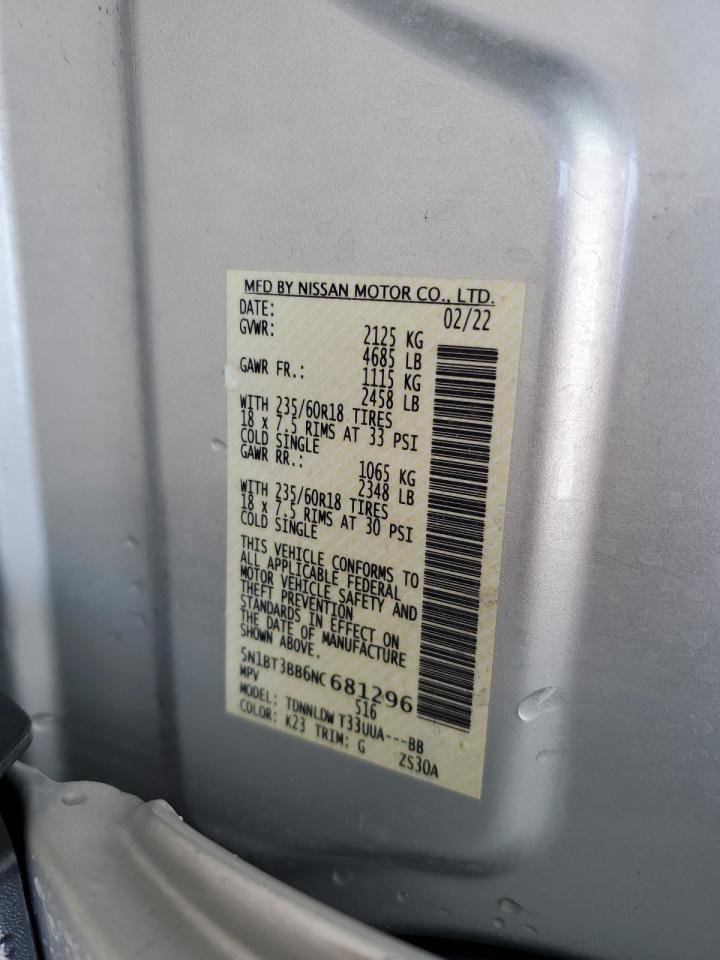 MFD BY NISSAN MOTOR CO., LTD.
DATE: 02/22
GVWR: 2125 KG
4685 LB
GAWR FR.: 1115 KG
2458 LB
WITH 235/60R18 TIRES
18 x 7.5 RIMS AT 33 PSI
COLD SINGLE
GAWR RR.: 1065 KG
2348 LB
WITH 235/60R18 TIRES
18 x 7.5 RIMS AT 30 PSI
COLD SINGLE
THIS VEHICLE CONFORMS TO
ALL APPLICABLE FEDERAL
MOTOR VEHICLE SAFETY AND
THEFT PREVENTION
STANDARDS IN EFFECT ON
THE DATE OF MANUFACTURE
SHOWN ABOVE.
5N1BT3BB6NC 681296
MPV S16
MODEL: TDNNLDW T33UUA---BB
COLOR: K23 TRIM: G ZS30A